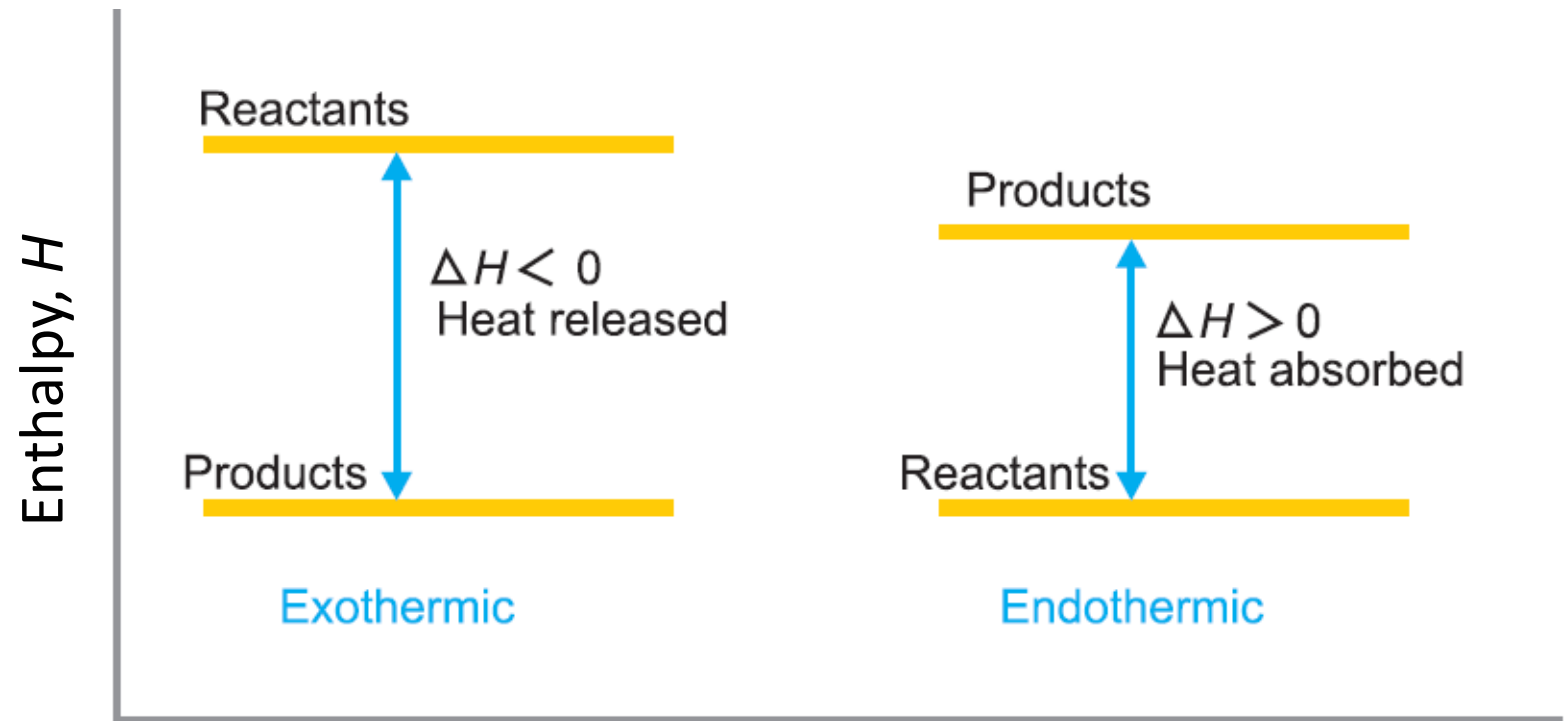 Enthalpy, H
Reactants
ΔH < 0
Heat released
Products
Exothermic
Products
ΔH > 0
Heat absorbed
Reactants
Endothermic